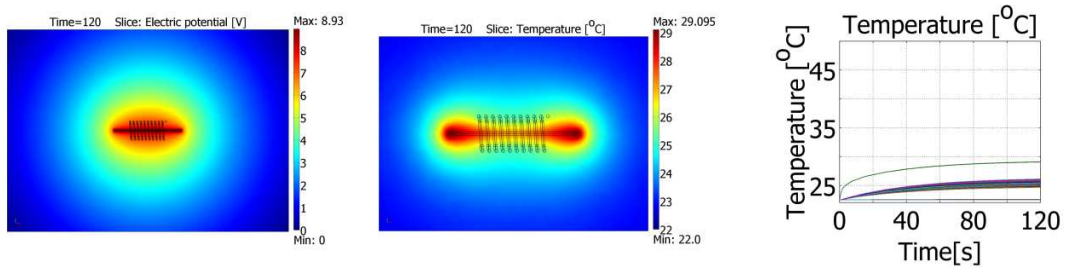 Time=120 Slice: Electric potential [V]
Max: 8.93
8
7
6
5
4
3
2
1
0
Min: 0
Time=120 Slice: Temperature [°C]
Max: 29.095
29
28
27
26
25
24
23
22
Min: 22.0
Temperature [°C]
Temperature [°C]
45
35
25
0 40 80 120
Time[s]